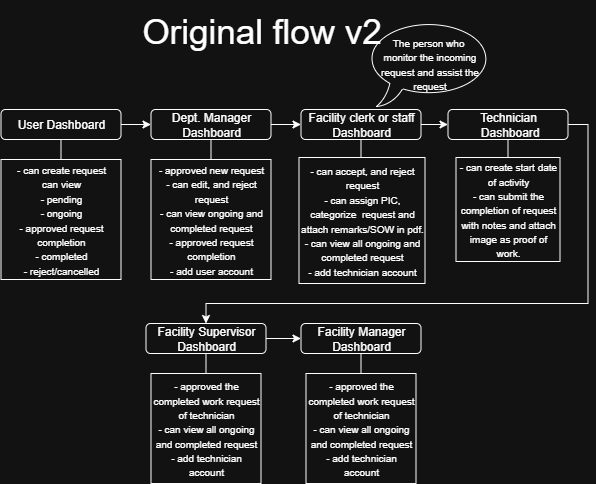 Original flow v2
The person who
monitor the incoming
request and assist the
request
User Dashboard
Dept. Manager
Dashboard
Facility clerk or staff
Dashboard
Technician
Dashboard
- can create request
can view
- pending
- ongoing
- approved request
completion
- completed
- reject/cancelled
- approved new request
- can edit, and reject
request
- can view ongoing and
completed request
- approved request
completion
- add user account
- can accept, and reject
request
- can assign PIC,
categorize request and
attach remarks/SOW in pdf.
- can view all ongoing and
completed request
- add technician account
- can create start date
of activity
- can submit the
completion of request
with notes and attach
image as proof of
work.
Facility Supervisor
Dashboard
Facility Manager
Dashboard
- approved the
completed work request
of technician
- can view all ongoing
and completed request
- add technician
account
- approved the
completed work request
of technician
- can view all ongoing
and completed request
- add technician
account